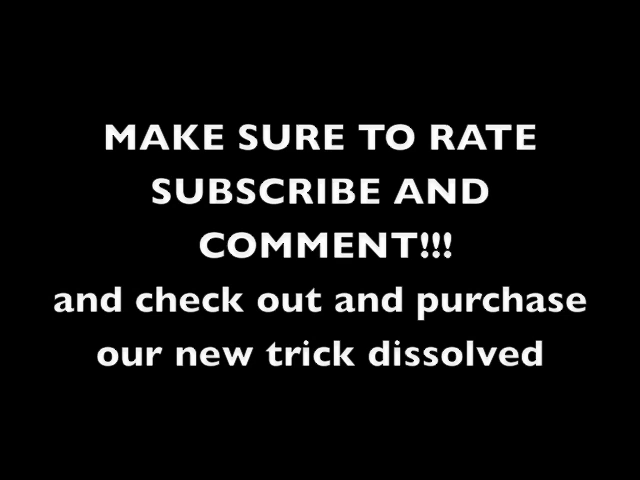 MAKE SURE TO RATE
SUBSCRIBE AND
COMMENT!!!
and check out and purchase
our new trick dissolved